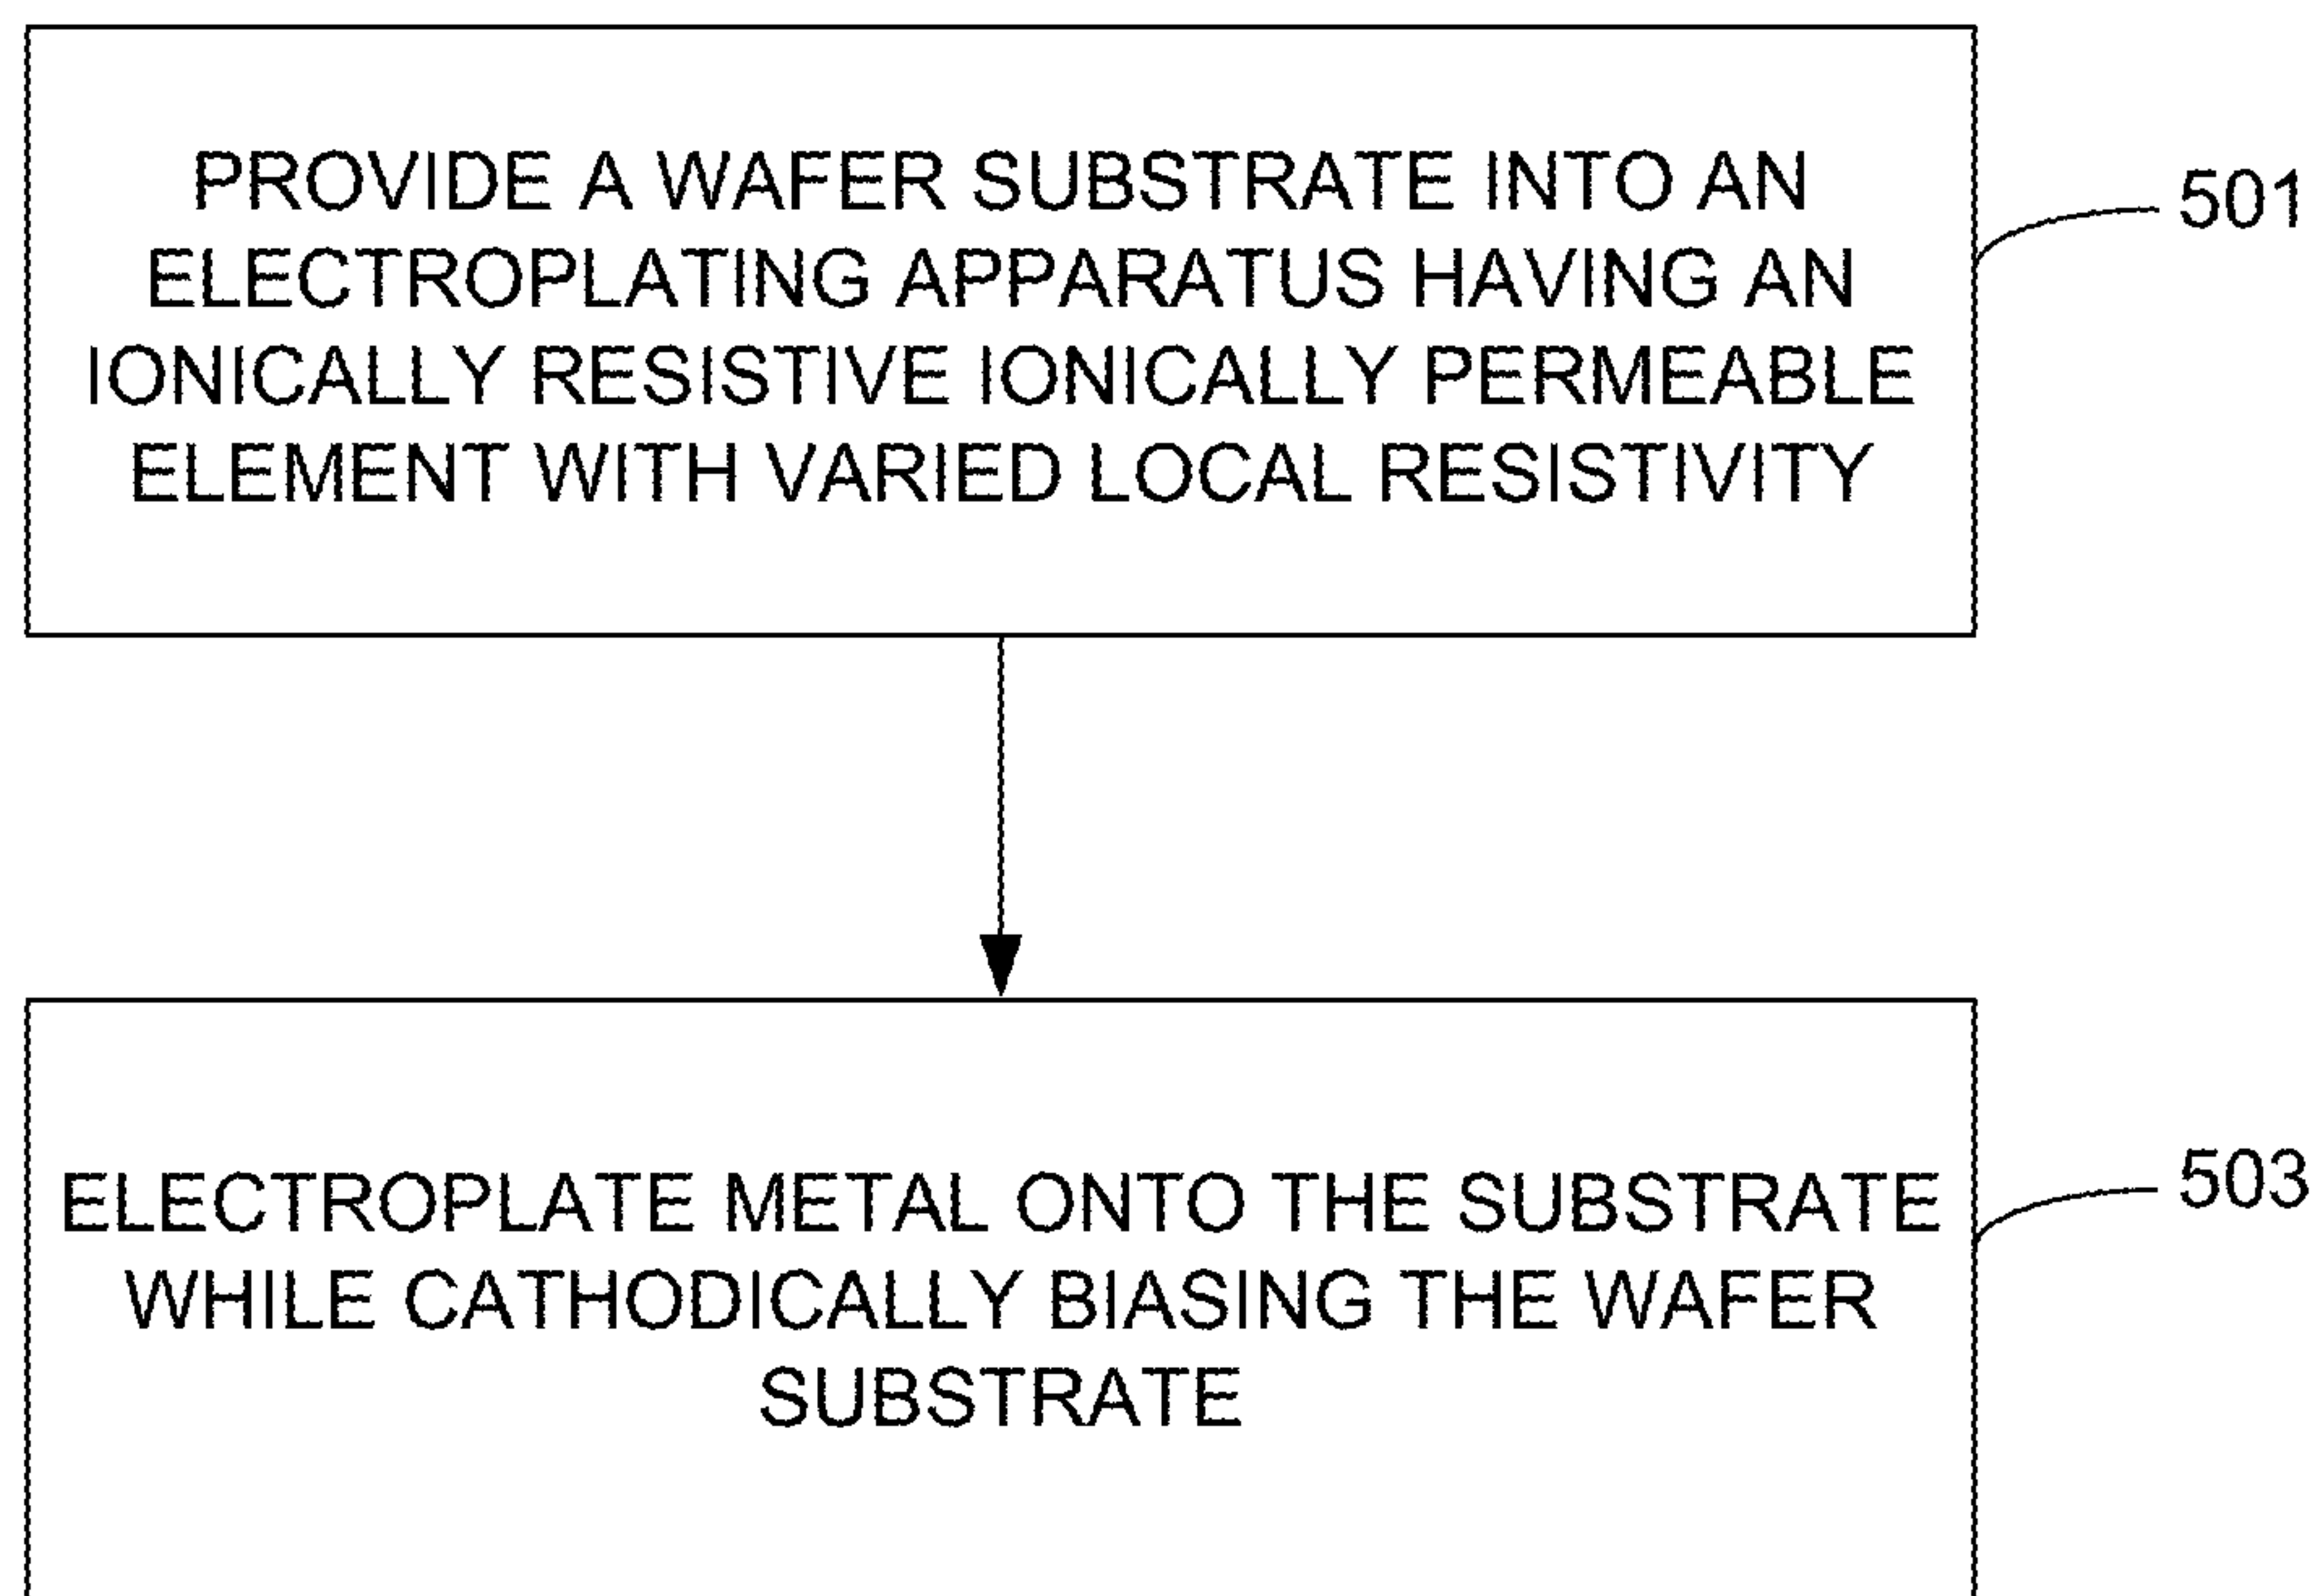 PROVIDE A WAFER SUBSTRATE INTO AN
ELECTROPLATING APPARATUS HAVING AN
IONICALLY RESISTIVE IONICALLY PERMEABLE
ELEMENT WITH VARIED LOCAL RESISTIVITY
501
ELECTROPLATE METAL ONTO THE SUBSTRATE
WHILE CATHODICALLY BIASING THE WAFER
SUBSTRATE
503